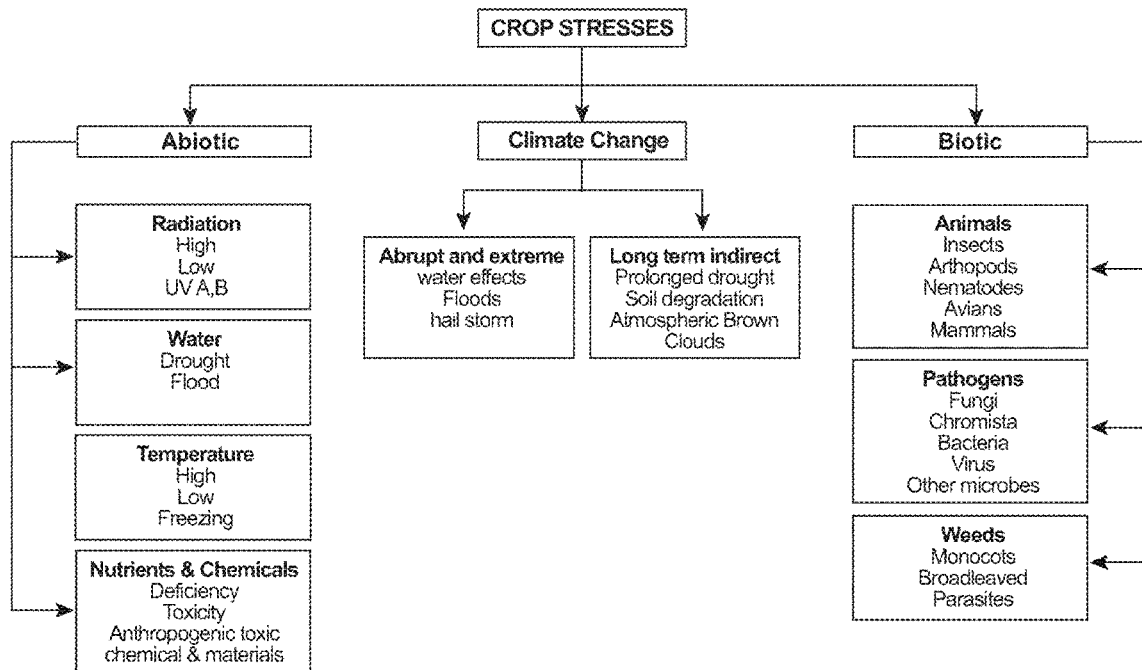 CROP STRESSES
Abiotic
Climate Change
Biotic
Radiation
High
Low
UV A,B
Water
Drought
Flood
Temperature
High
Low
Freezing
Nutrients & Chemicals
Deficiency
Toxicity
Anthropogenic toxic
chemical & materials
Abrupt and extreme
water effects
Floods
hail storm
Long term indirect
Prolonged drought
Soil degradation
Atmospheric Brown
Clouds
Animals
Insects
Arthopods
Nematodes
Avians
Mammals
Pathogens
Fungi
Chromista
Bacteria
Virus
Other microbes
Weeds
Monocots
Broadleaved
Parasites